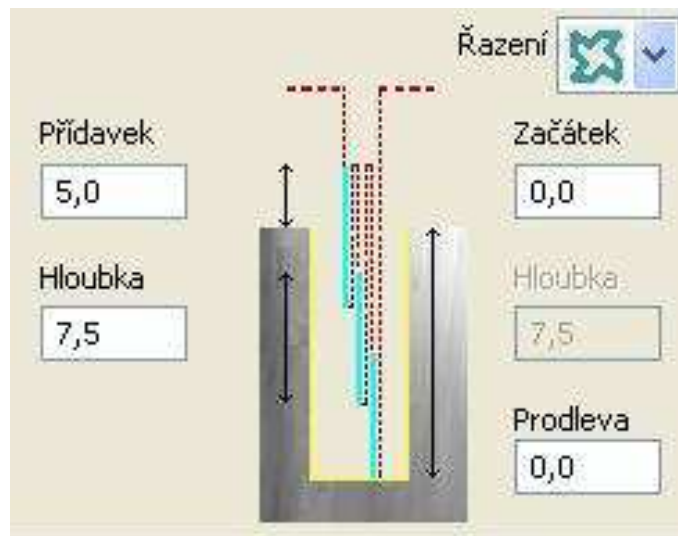 Řazení
Přídavek
5,0
Hloubka
7,5
Začátek
0,0
Hloubka
7,5
Prodleva
0,0